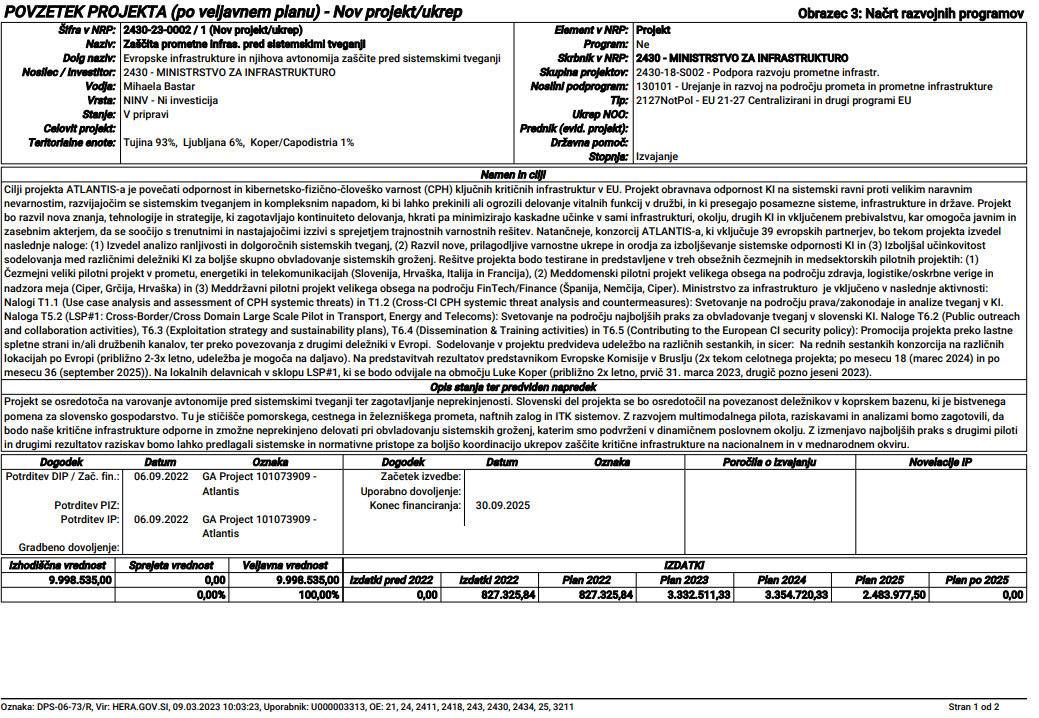 POVZETEK PROJEKTA (po veljavnem planu) - Nov projekt/ukrep
Obrazec 3: Načrt razvojnih programov
Šifra v NRP: 2430-23-0002 / 1 (Nov projekt/ukrep)
Naziv: Zaščita prometne infras. pred sistemskimi tveganji
Dolg naziv: Evropske infrastrukture in njihova avtonomija zaščite pred sistemskimi tveganji
Nosilec / Investitor: 2430 - MINISTRSTVO ZA INFRASTRUKTURO
Vodja: Mihaela Bastar
Vrsta: NINV - Ni investicija
Stanje: V pripravi
Celovit projekt:
Teritorialne enote: Tujina 93%, Ljubljana 6%, Koper/Capodistria 1%
Element v NRP: Projekt
Program: Ne
Skrbnik v NRP: 2430 - MINISTRSTVO ZA INFRASTRUKTURO
Skupina projektov: 2430-18-S002 - Podpora razvoju prometne infrastr.
Nosilni podprogram: 130101 - Urejanje in razvoj na področju prometa in prometne infrastrukture
Tip: 2127NotPol - EU 21-27 Centralizirani in drugi programi EU
Ukrep NOO:
Prednik (evid. projekt):
Državna pomoč:
Stopnja: Izvajanje
Namen in cilji
Cilji projekta ATLANTIS-a je povečati odpornost in kibernetsko-fizično-človeško varnost (CPH) ključnih kritičnih infrastruktur v EU. Projekt obravnava odpornost KI na sistemski ravni proti velikim naravnim
nevarnostim, razvijajočim se sistemskim tveganjem in kompleksnim napadom, ki bi lahko prekinili ali ogrozili delovanje vitalnih funkcij v družbi, in ki presegajo posamezne sisteme, infrastrukture in države. Projekt
bo razvil nova znanja, tehnologije in strategije, ki zagotavljajo kontinuiteto delovanja, hkrati pa minimizirajo kaskadne učinke v sami infrastrukturi, okolju, drugih KI in vključenem prebivalstvu, kar omogoča javnim in
zasebnim akterjem, da se soočijo s trenutnimi in nastajajočimi izzivi s sprejetjem trajnostnih varnostnih rešitev. Natančneje, konzorcij ATLANTIS-a, ki vključuje 39 evropskih partnerjev, bo tekom projekta izvedel
naslednje naloge: (1) Izvedel analizo ranljivosti in dolgoročnih sistemskih tveganj, (2) Razvil nove, prilagodljive varnostne ukrepe in orodja za izboljševanje sistemske odpornosti KI in (3) Izboljšal učinkovitost
sodelovanja med različnimi deležniki KI za boljše skupno obvladovanje sistemskih groženj. Rešitve projekta bodo testirane in predstavljene v treh obsežnih čezmejnih in medsektorskih pilotnih projektih: (1)
Čezmejni veliki pilotni projekt v prometu, energetiki in telekomunikacijah (Slovenija, Hrvaška, Italija in Francija), (2) Meddomenski pilotni projekt velikega obsega na področju zdravja, logistike/oskrbne verige in
nadzora meja (Ciper, Grčija, Hrvaška) in (3) Meddržavni pilotni projekt velikega obsega na področju FinTech/Finance (Španija, Nemčija, Ciper). Ministrstvo za infrastrukturo je vključeno v naslednje aktivnosti:
Nalogi T1.1 (Use case analysis and assessment of CPH systemic threats) in T1.2 (Cross-CI CPH systemic threat analysis and countermeasures): Svetovanje na področju prava/zakonodaje in analize tveganj v KI.
Naloga T5.2 (LSP#1: Cross-Border/Cross Domain Large Scale Pilot in Transport, Energy and Telecoms): Svetovanje na področju najboljših praks za obvladovanje tveganj v slovenski KI. Naloge T6.2 (Public outreach
and collaboration activities), T6.3 (Exploitation strategy and sustainability plans), T6.4 (Dissemination & Training activities) in T6.5 (Contributing to the European CI security policy): Promocija projekta preko lastne
spletne strani in/ali družbenih kanalov, ter preko povezovanja z drugimi deležniki v Evropi. Sodelovanje v projektu predvideva udeležbo na različnih sestankih, in sicer: Na rednih sestankih konzorcija na različnih
lokacijah po Evropi (približno 2-3x letno, udeležba je mogoča na daljavo). Na predstavitvah rezultatov predstavnikom Evropske Komisije v Bruslju (2x tekom celotnega projekta; po mesecu 18 (marec 2024) in po
mesecu 36 (september 2025)). Na lokalnih delavnicah v sklopu LSP#1, ki se bodo odvijale na območju Luke Koper (približno 2x letno, prvič 31. marca 2023, drugič pozno jeseni 2023).
Opis stanja ter predviden napredek
Projekt se osredotoča na varovanje avtonomije pred sistemskimi tveganji ter zagotavljanje neprekinjenosti. Slovenski del projekta se bo osredotočil na povezanost deležnikov v koprskem bazenu, ki je bistvenega
pomena za slovensko gospodarstvo. Tu je stičišče pomorskega, cestnega in železniškega prometa, naftnih zalog in ITK sistemov. Z razvojem multimodalnega pilota, raziskavami in analizami bomo zagotovili, da
bodo naše kritične infrastrukture odporne in zmožne neprekinjeno delovati pri obvladovanju sistemskih groženj, katerim smo podvrženi v dinamičnem poslovnem okolju. Z izmenjavo najboljših praks s drugimi piloti
in drugimi rezultati raziskav bomo lahko predlagali sistemske in normativne pristope za boljšo koordinacijo ukrepov zaščite kritične infrastrukture na nacionalnem in v mednarodnem okviru.
Dogodek Datum Oznaka Dogodek Datum Oznaka Poročila o izvajanju Novelacije IP
Potrditev DIP / Zač. fin.: 06.09.2022 GA Project 101073909 - Atlantis
Potrditev PIZ:
Potrditev IP: 06.09.2022 GA Project 101073909 - Atlantis
Gradbeno dovoljenje:
Začetek izvedbe:
Uporabno dovoljenje:
Konec financiranja: 30.09.2025
Izhodiščna vrednost Sprejeta vrednost Veljavna vrednost IZDATKI
9.998.535,00 0,00 9.998.535,00 Izdatki pred 2022 Izdatki 2022 Plan 2022 Plan 2023 Plan 2024 Plan 2025 Plan po 2025
0,00% 100,00% 0,00 827.325,84 827.325,84 3.332.511,33 3.354.720,33 2.483.977,50 0,00
Oznaka: DPS-06-73/R, Vir: HERA.GOV.SI, 09.03.2023 10:03:23, Uporabnik: U000003313, OE: 21, 24, 2411, 2418, 243, 2430, 2434, 25, 3211
Stran 1 od 2